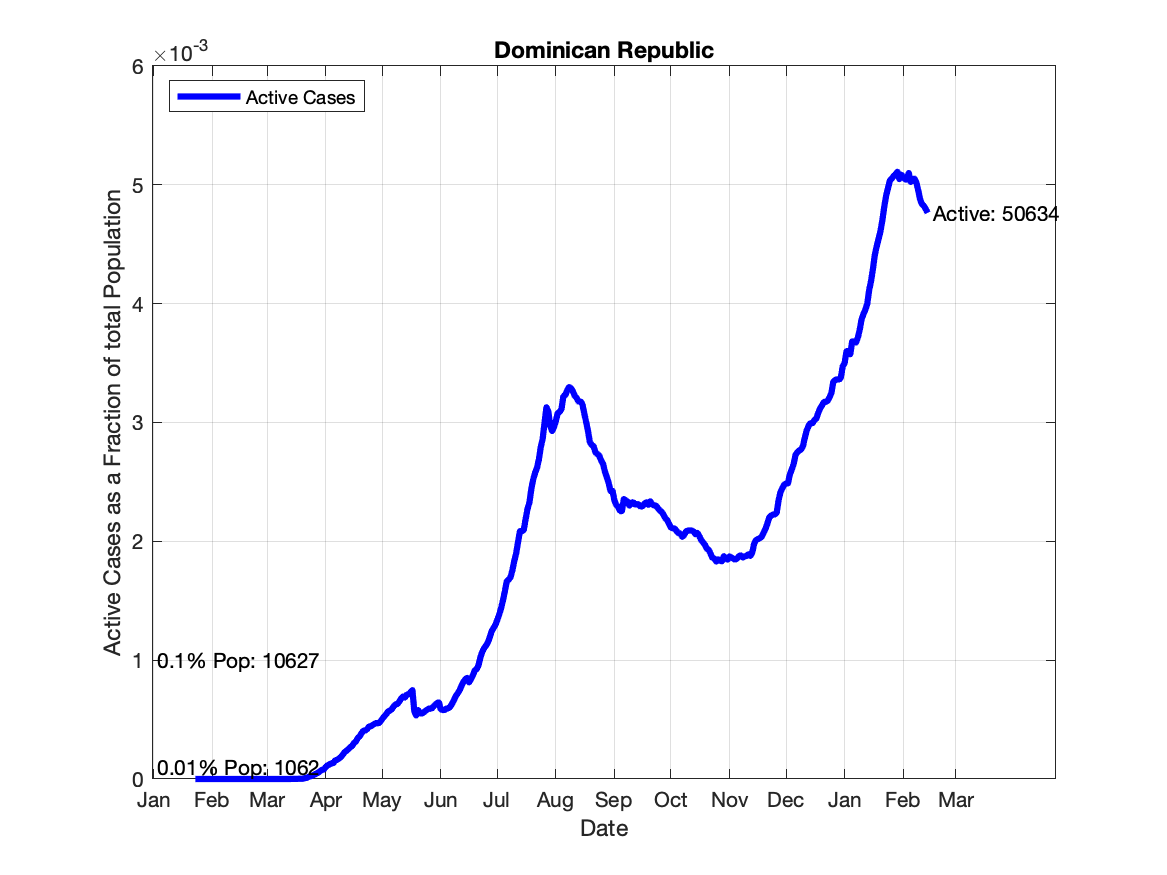 Dominican Republic
×10-3
6
Active Cases
5
4
3
2
1
0
Active Cases as a Fraction of total Population
Active: 50634
0.1% Pop: 10627
0.01% Pop: 1062
Jan Feb Mar Apr May Jun Jul Aug Sep Oct Nov Dec Jan Feb Mar
Date